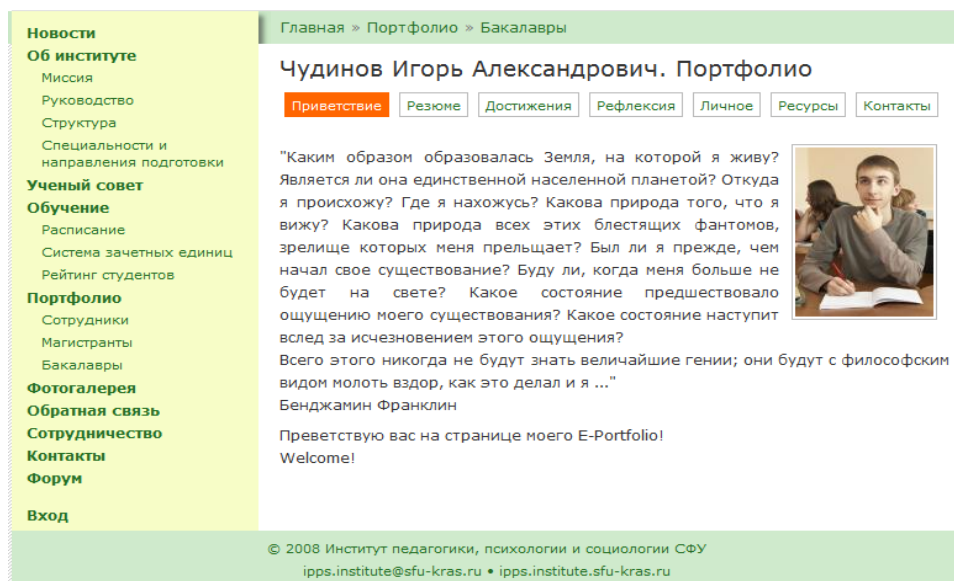 Новости
Об институте
Миссия
Руководство
Структура
Специальности и
направления подготовки
Ученый совет
Обучение
Расписание
Система зачетных единиц
Рейтинг студентов
Портфолио
Сотрудники
Магистранты
Бакалавры
Фотогалерея
Обратная связь
Сотрудничество
Контакты
Форум
Вход
Главная » Портфолио » Бакалавры
Чудинов Игорь Александрович. Портфолио
Приветствие Резюме Достижения Рефлексия Личное Ресурсы Контакты
"Каким образом образовалась Земля, на которой я живу?
Является ли она единственной населенной планетой? Откуда
я происхожу? Где я нахожусь? Какова природа того, что я
вижу? Какова природа всех этих блестящих фантомов,
зрелище которых меня прельщает? Был ли я прежде, чем
начал свое существование? Буду ли, когда меня больше не
будет на свете? Какое состояние предшествовало
ощущению моего существования? Какое состояние наступит
вслед за исчезновением этого ощущения?
Всего этого никогда не будут знать величайшие гении; они будут с философским
видом молоть вздор, как это делал и я ..."
Бенджамин Франклин
Преветствую вас на странице моего E-Portfolio!
Welcome!
© 2008 Институт педагогики, психологии и социологии СФУ
ipps.institute@sfu-kras.ru • ipps.institute.sfu-kras.ru